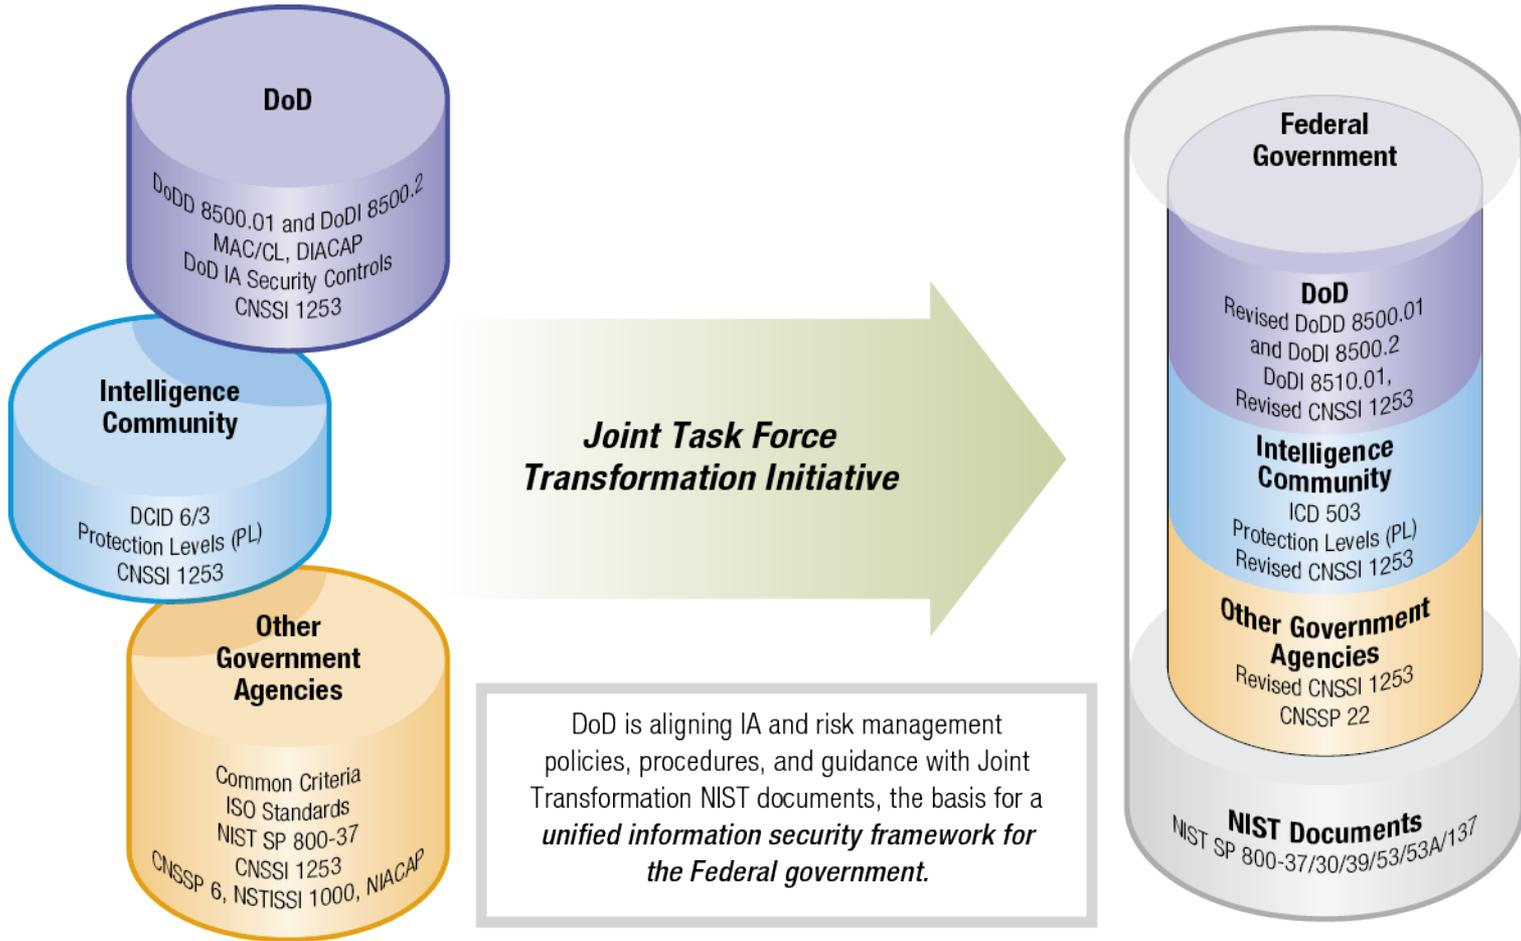 DoD
DoDD 8500.01 and DoDI 8500.2
MAC/CL, DIACAP
DoD IA Security Controls
CNSSI 1253
Intelligence
Community
DCID 6/3
Protection Levels (PL)
CNSSI 1253
Other
Government
Agencies
Common Criteria
ISO Standards
NIST SP 800-37
CNSSI 1253
CNSSP 6, NSTISSI 1000, NIACAP
Joint Task Force
Transformation Initiative
DoD is aligning IA and risk management
policies, procedures, and guidance with Joint
Transformation NIST documents, the basis for a
unified information security framework for
the Federal government.
Federal
Government
DoD
Revised DoDD 8500.01
and DoDI 8500.2
DoDI 8510.01,
Revised CNSSI 1253
Intelligence
Community
ICD 503
Protection Levels (PL)
Revised CNSSI 1253
Other Government
Agencies
Revised CNSSI 1253
CNSSP 22
NIST Documents
NIST SP 800-37/30/39/53/53A/137